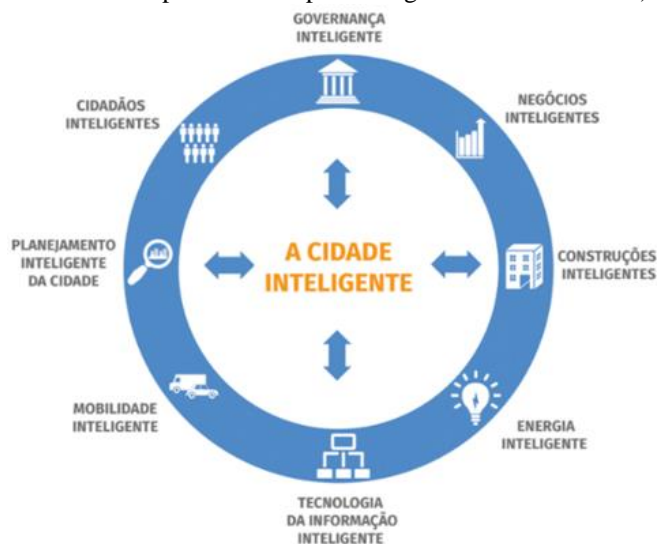 GOVERNANÇA
INTELIGENTE
NEGÓCIOS
INTELIGENTES
CONSTRUÇÕES
INTELIGENTES
ENERGIA
INTELIGENTE
TECNOLOGIA
DA INFORMAÇÃO
INTELIGENTE
MOBILIDADE
INTELIGENTE
PLANEJAMENTO
INTELIGENTE
DA CIDADE
CIDADÃOS
INTELIGENTES
A CIDADE
INTELIGENTE